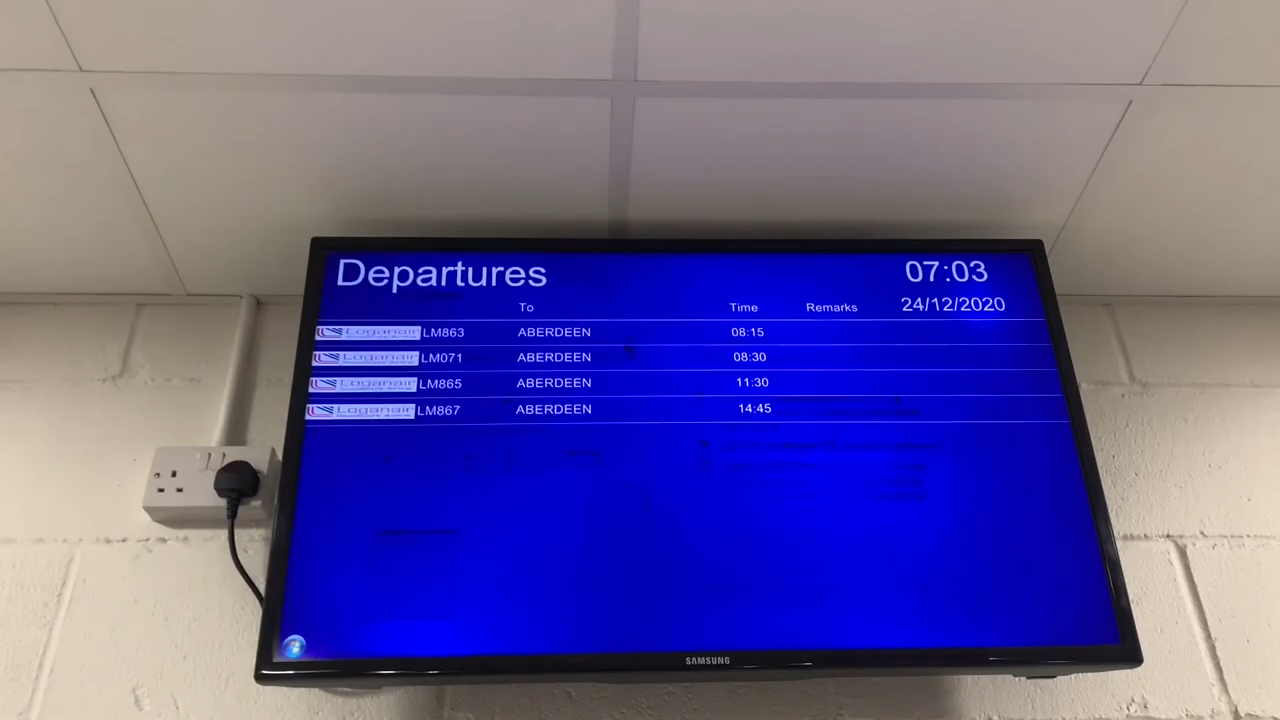 Departures 07:03
To Time Remarks 24/12/2020
Loganair LM863 ABERDEEN 08:15
Loganair LM071 ABERDEEN 08:30
Loganair LM865 ABERDEEN 11:30
Loganair LM867 ABERDEEN 14:45
SAMSUNG